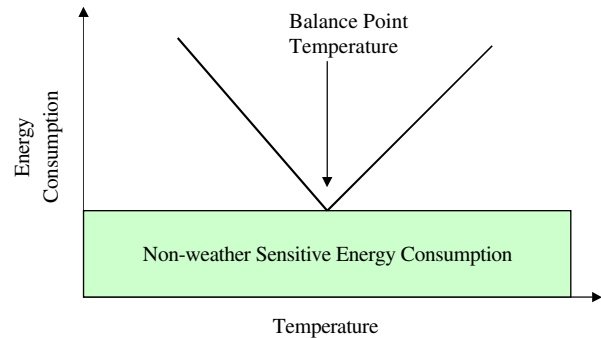 Balance Point
Temperature
Energy
Consumption
Non-weather Sensitive Energy Consumption
Temperature